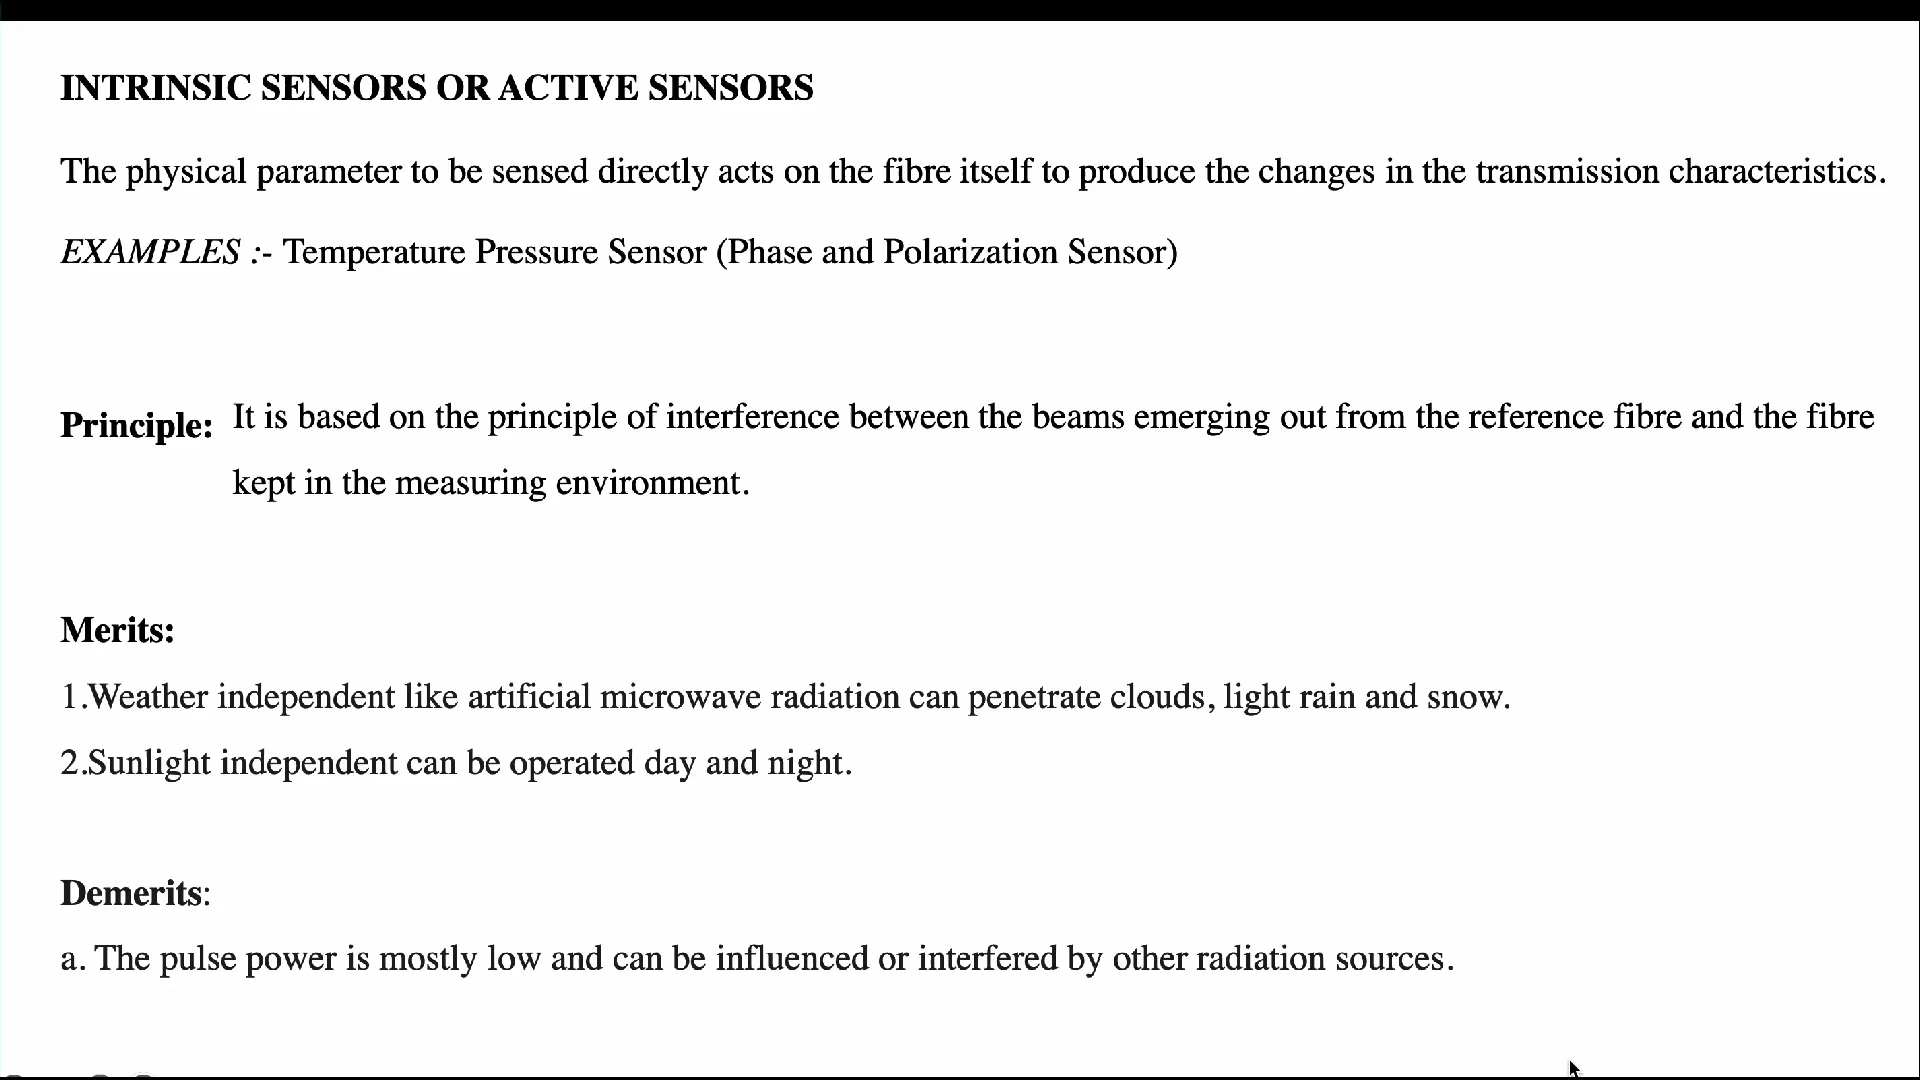 INTRINSIC SENSORS OR ACTIVE SENSORS
The physical parameter to be sensed directly acts on the fibre itself to produce the changes in the transmission characteristics.
EXAMPLES :- Temperature Pressure Sensor (Phase and Polarization Sensor)
Principle: It is based on the principle of interference between the beams emerging out from the reference fibre and the fibre
kept in the measuring environment.
Merits:
1.Weather independent like artificial microwave radiation can penetrate clouds, light rain and snow.
2.Sunlight independent can be operated day and night.
Demerits:
a. The pulse power is mostly low and can be influenced or interfered by other radiation sources.